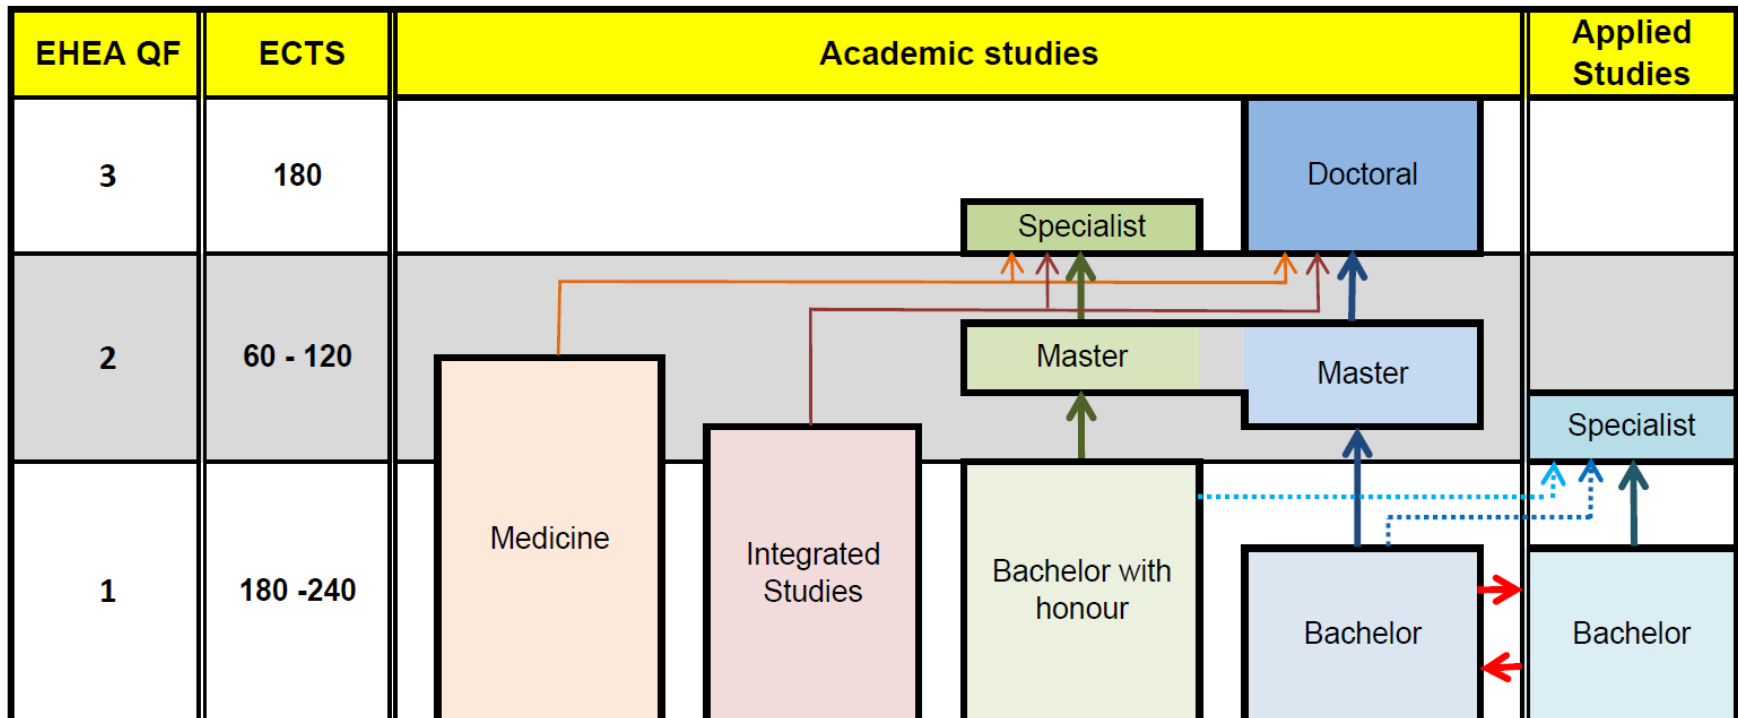 EHEA QF
ECTS
Academic studies
Applied
Studies
3
180
Doctoral
Specialist
2
60 - 120
Master
Master
Specialist
1
180 -240
Medicine
Integrated
Studies
Bachelor with
honour
Bachelor
Bachelor